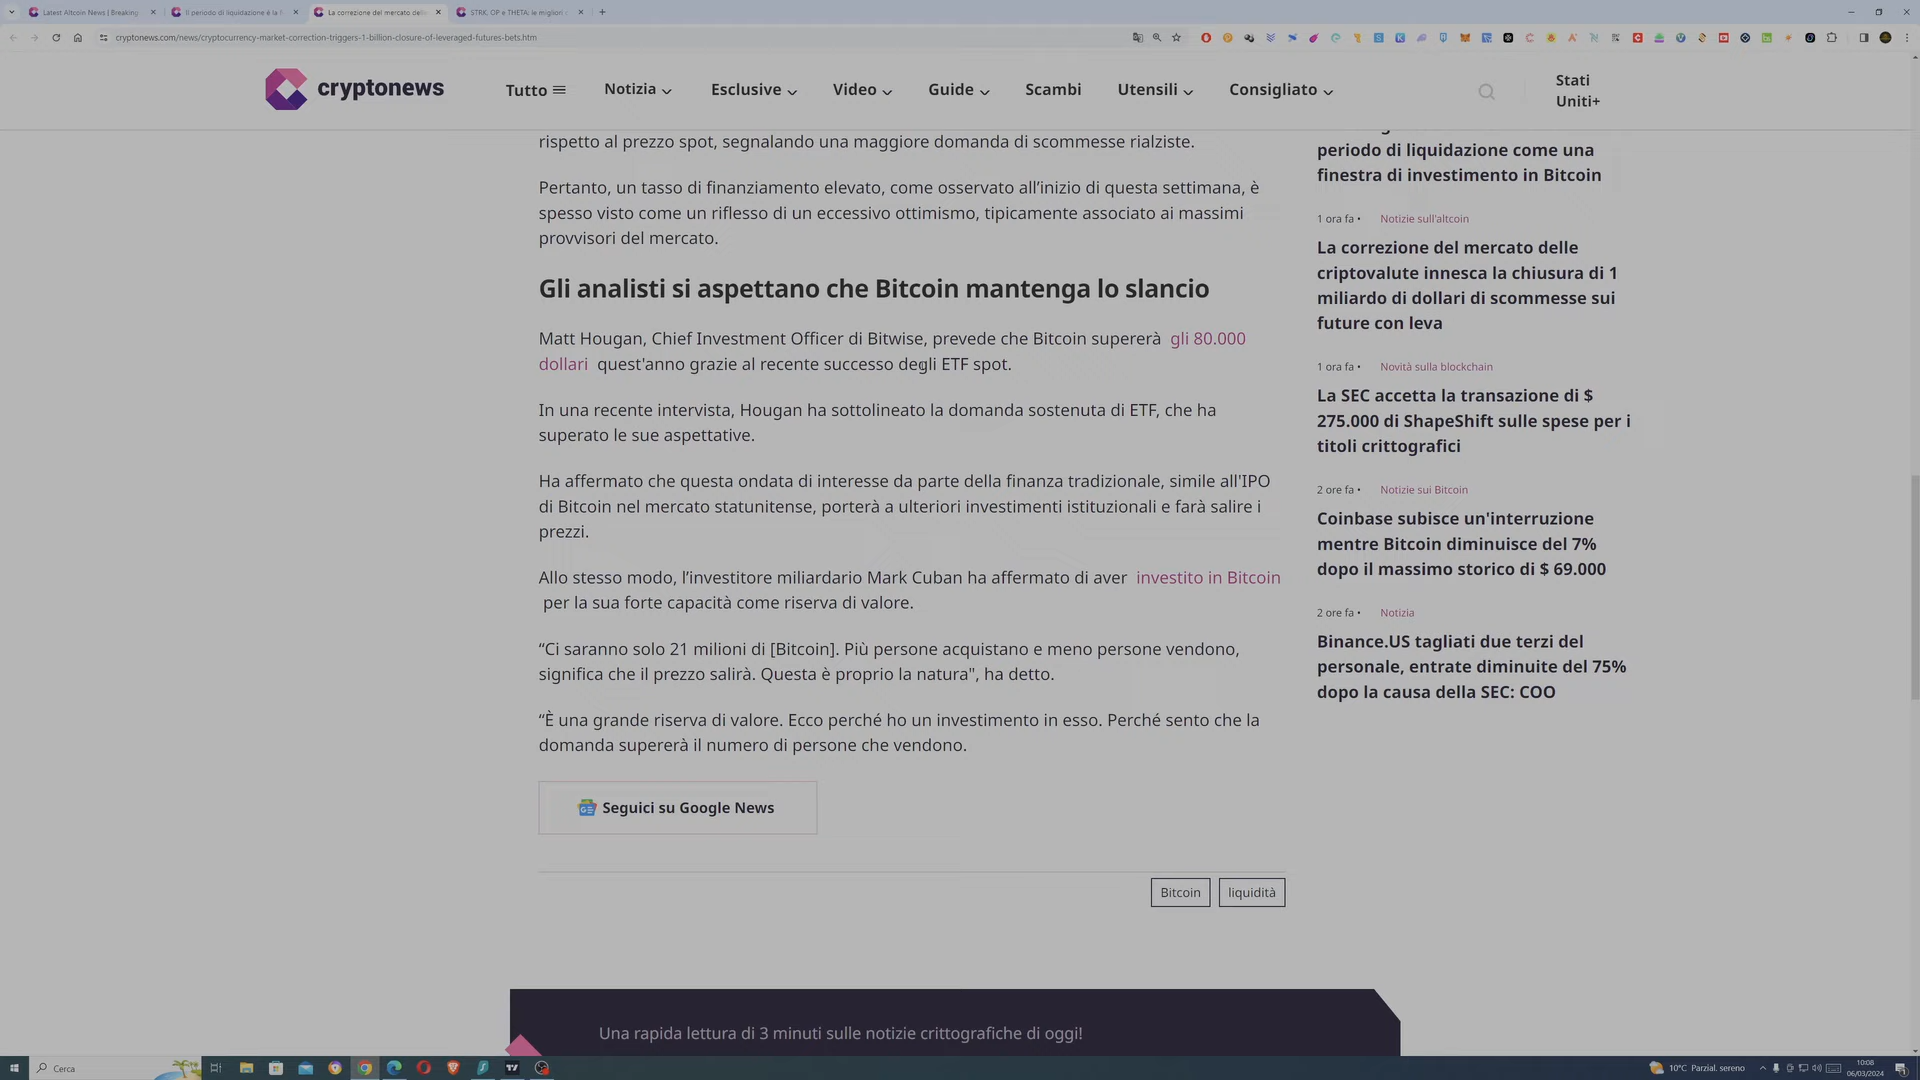 Latest Altcoin News | Breaking
Il periodo di liquidazione è la f
La correzione del mercato delle
STRK, OP e THETA: le migliori c
cryptonews.com/news/cryptocurrency-market-correction-triggers-1-billion-closure-of-leveraged-futures-bets.htm
cryptonews
Tutto
Notizia
Esclusive
Video
Guide
Scambi
Utensili
Consigliato
Stati
Uniti+
rispetto al prezzo spot, segnalando una maggiore domanda di scommesse rialziste.
Pertanto, un tasso di finanziamento elevato, come osservato all’inizio di questa settimana, è
spesso visto come un riflesso di un eccessivo ottimismo, tipicamente associato ai massimi
provvisori del mercato.
Gli analisti si aspettano che Bitcoin mantenga lo slancio
Matt Hougan, Chief Investment Officer di Bitwise, prevede che Bitcoin supererà gli 80.000
dollari quest'anno grazie al recente successo degli ETF spot.
In una recente intervista, Hougan ha sottolineato la domanda sostenuta di ETF, che ha
superato le sue aspettative.
Ha affermato che questa ondata di interesse da parte della finanza tradizionale, simile all'IPO
di Bitcoin nel mercato statunitense, porterà a ulteriori investimenti istituzionali e farà salire i
prezzi.
Allo stesso modo, l’investitore miliardario Mark Cuban ha affermato di aver investito in Bitcoin
per la sua forte capacità come riserva di valore.
“Ci saranno solo 21 milioni di [Bitcoin]. Più persone acquistano e meno persone vendono,
significa che il prezzo salirà. Questa è proprio la natura", ha detto.
“È una grande riserva di valore. Ecco perché ho un investimento in esso. Perché sento che la
domanda supererà il numero di persone che vendono.
Seguici su Google News
Bitcoin
liquidità
periodo di liquidazione come una
finestra di investimento in Bitcoin
1 ora fa • Notizie sull'altcoin
La correzione del mercato delle
criptovalute innesca la chiusura di 1
miliardo di dollari di scommesse sui
future con leva
1 ora fa • Novità sulla blockchain
La SEC accetta la transazione di $
275.000 di ShapeShift sulle spese per i
titoli crittografici
2 ore fa • Notizie sui Bitcoin
Coinbase subisce un'interruzione
mentre Bitcoin diminuisce del 7%
dopo il massimo storico di $ 69.000
2 ore fa • Notizia
Binance.US tagliati due terzi del
personale, entrate diminuite del 75%
dopo la causa della SEC: COO
Una rapida lettura di 3 minuti sulle notizie crittografiche di oggi!
Cerca
10°C Parzial. sereno
10:08
06/03/2024